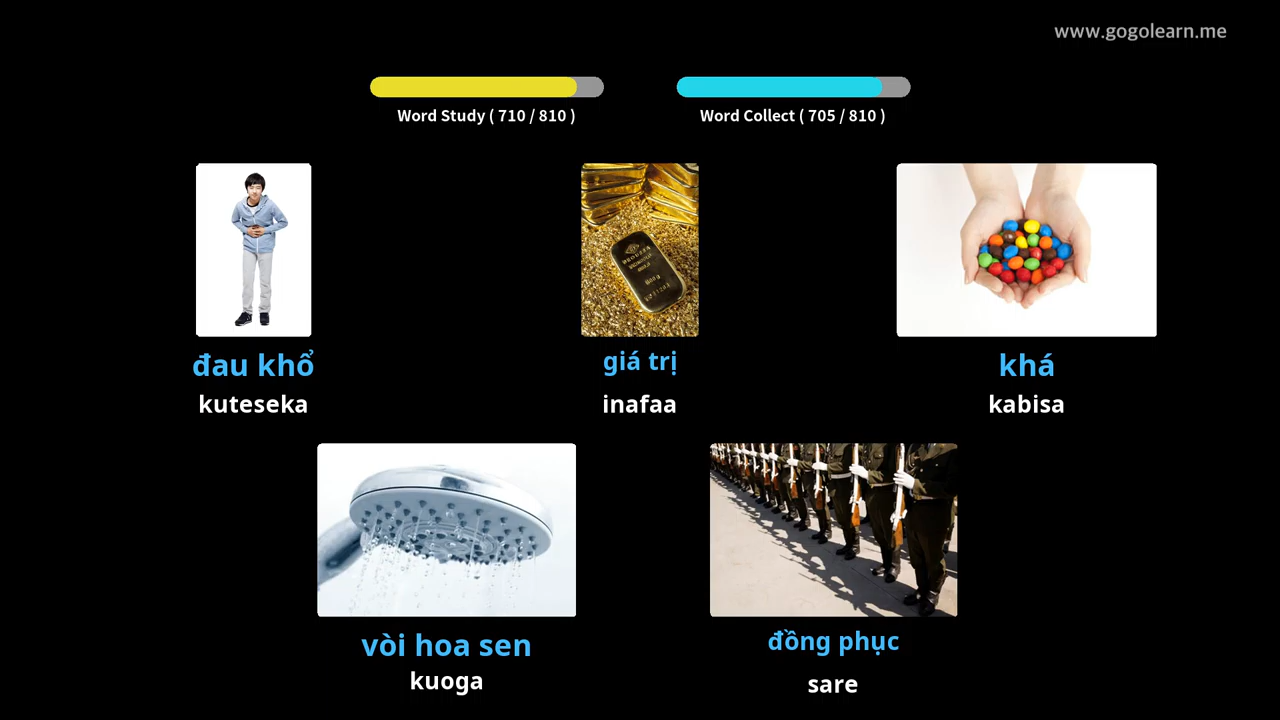 www.gogolearn.me
Word Study ( 710 / 810 )
Word Collect ( 705 / 810 )
đau khổ
kuteseka
giá trị
inafaa
khá
kabisa
vòi hoa sen
kuoga
đồng phục
sare